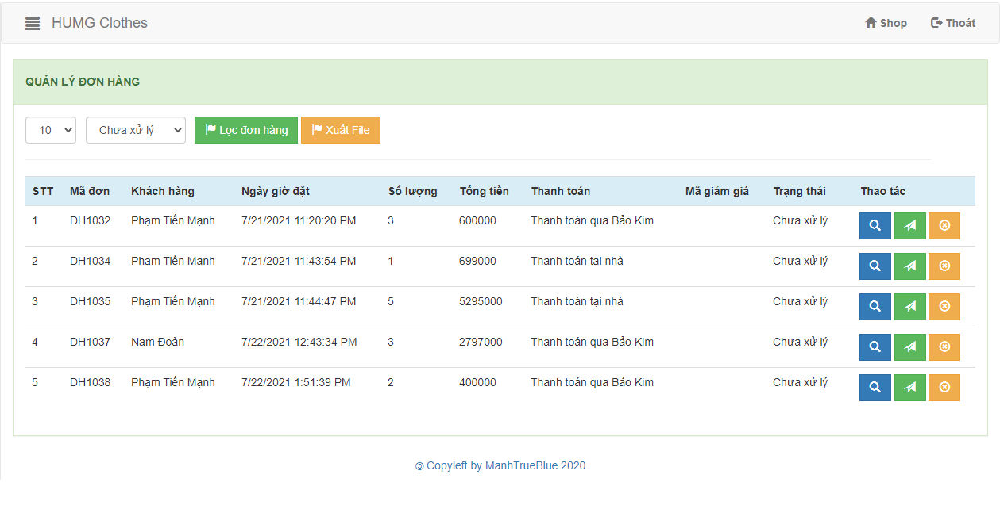 HUMG Clothes Shop Thoát
QUẢN LÝ ĐƠN HÀNG
10 Chưa xử lý Lọc đơn hàng Xuất File
STT Mã đơn Khách hàng Ngày giờ đặt Số lượng Tổng tiền Thanh toán Mã giảm giá Trạng thái Thao tác
1 DH1032 Phạm Tiến Mạnh 7/21/2021 11:20:20 PM 3 600000 Thanh toán qua Bảo Kim Chưa xử lý
2 DH1034 Phạm Tiến Mạnh 7/21/2021 11:43:54 PM 1 699000 Thanh toán tại nhà Chưa xử lý
3 DH1035 Phạm Tiến Mạnh 7/21/2021 11:44:47 PM 5 5295000 Thanh toán tại nhà Chưa xử lý
4 DH1037 Nam Đoàn 7/22/2021 12:43:34 PM 3 2797000 Thanh toán qua Bảo Kim Chưa xử lý
5 DH1038 Phạm Tiến Mạnh 7/22/2021 1:51:39 PM 2 400000 Thanh toán qua Bảo Kim Chưa xử lý
🄯 Copyleft by ManhTrueBlue 2020